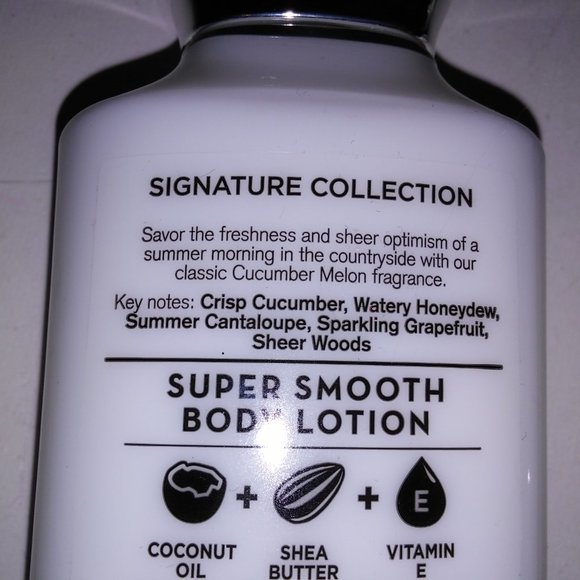 SIGNATURE COLLECTION
Savor the freshness and sheer optimism of a
summer morning in the countryside with our
classic Cucumber Melon fragrance.
Key notes: Crisp Cucumber, Watery Honeydew,
Summer Cantaloupe, Sparkling Grapefruit,
Sheer Woods
SUPER SMOOTH
BODY LOTION
E
+ +
COCONUT OIL
SHEA BUTTER
VITAMIN E